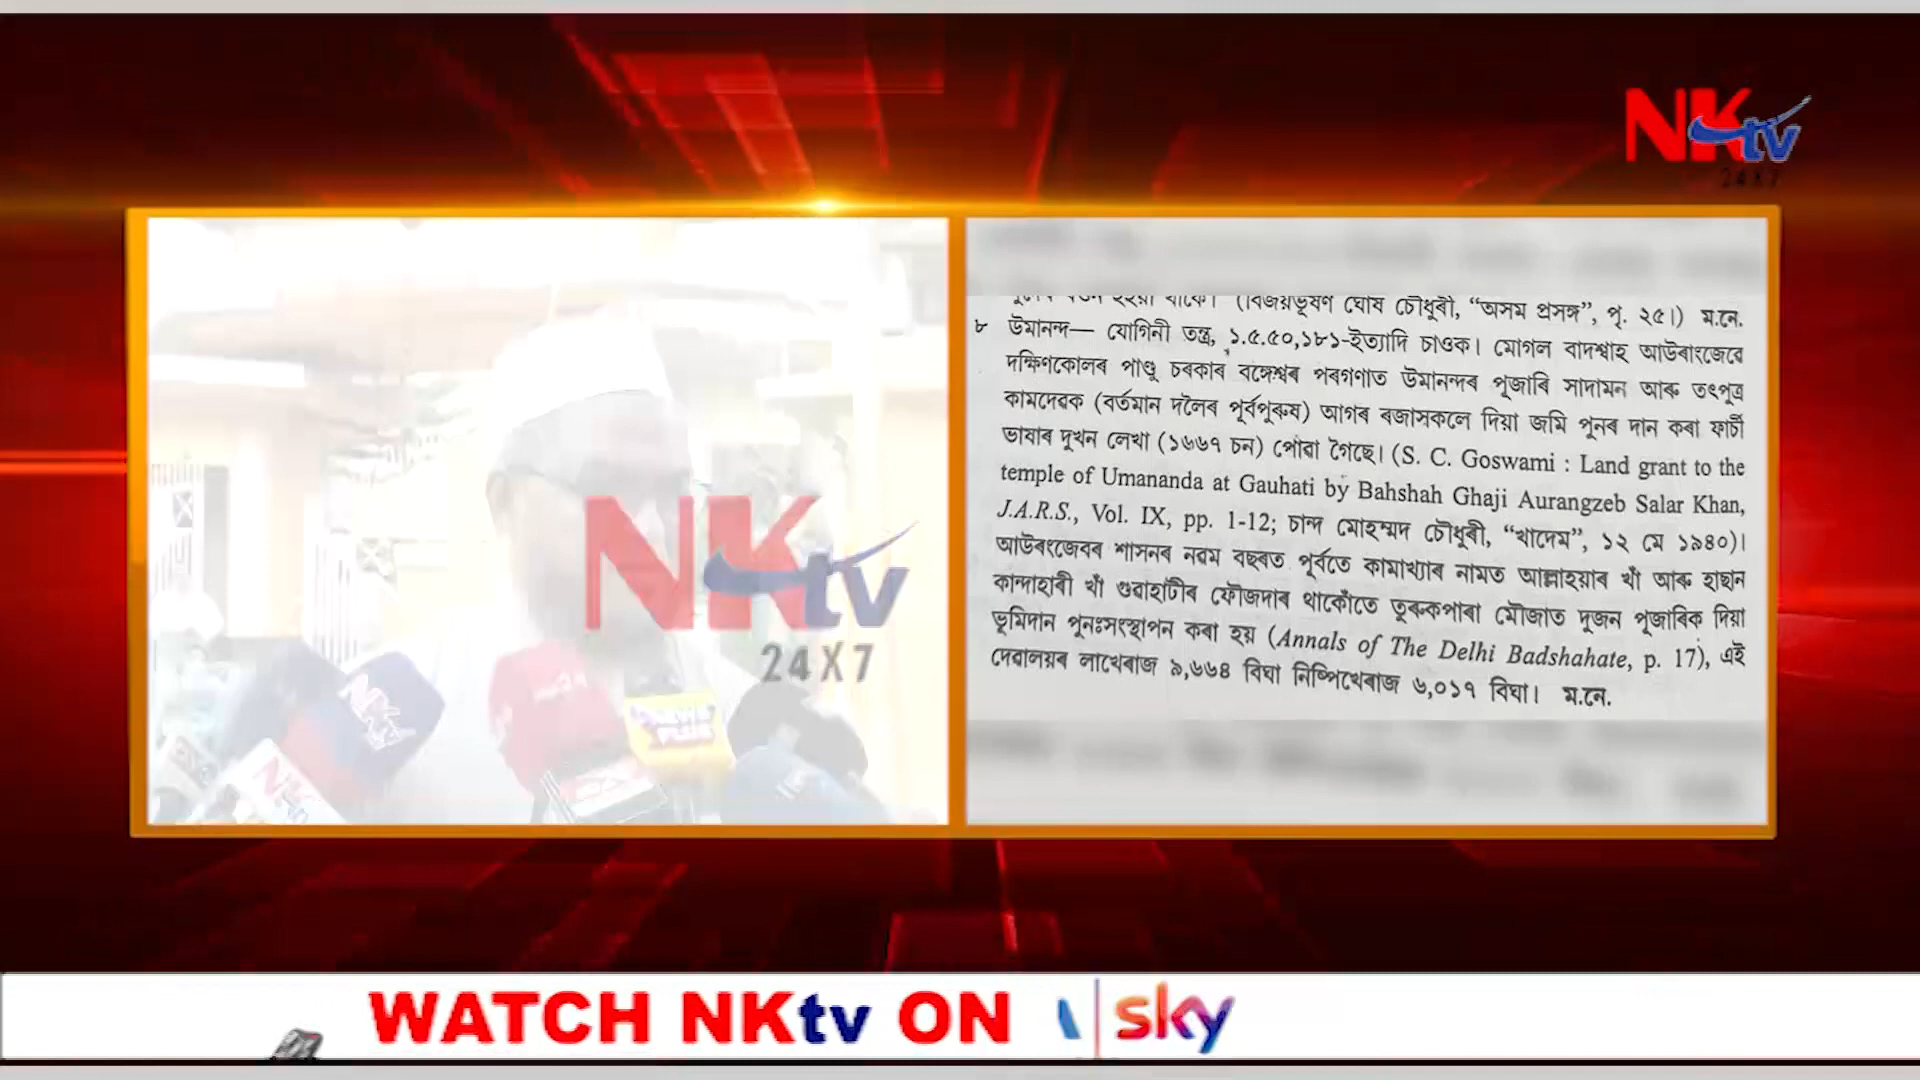 NKtv
24X7
NKtv
24X7
NEWS
PLUS
NK
(বিজয়ভূষণ ঘোষ চৌধুৰী, “অসম প্ৰসঙ্গ”, পৃ. ২৫।) ম.নে.
৮ উমানন্দ— যোগিনী তন্ত্ৰ, ১.৫.৫০,১৮১-ইত্যাদি চাওক। মোগল বাদশ্বাহ আউৰাংজেৱে
দক্ষিণকোলৰ পাণ্ডু চৰকাৰ বঙ্গেশ্বৰ পৰগণাত উমানন্দৰ পূজাৰি সাদামন আৰু তৎপুত্ৰ
কামদেৱক (বৰ্তমান দলৈৰ পূৰ্বপুৰুষ) আগৰ ৰজাসকলে দিয়া জমি পুনৰ দান কৰা ফাৰ্চী
ভাষাৰ দুখন লেখা (১৬৬৭ চন) পোৱা গৈছে। (S. C. Goswami : Land grant to the
temple of Umananda at Gauhati by Bahshah Ghaji Aurangzeb Salar Khan,
J.A.R.S., Vol. IX, pp. 1-12; চান্দ মোহম্মদ চৌধুৰী, “খাদেম”, ১২ মে ১৯৪০)।
আউৰংজেবৰ শাসনৰ নৱম বছৰত পূৰ্বতে কামাখ্যাৰ নামত আল্লাহয়াৰ খাঁ আৰু হাছান
কান্দাহাৰী খাঁ গুৱাহাটীৰ ফৌজদাৰ থাকোঁতে তুৰুকপাৰা মৌজাত দুজন পূজাৰিক দিয়া
ভূমিদান পুনঃসংস্থাপন কৰা হয় (Annals of The Delhi Badshahate, p. 17), এই
দেৱালয়ৰ লাখেৰাজ ৯,৬৬৪ বিঘা নিষ্পিখেৰাজ ৬,০১৭ বিঘা। ম.নে.
WATCH NKtv ON sky